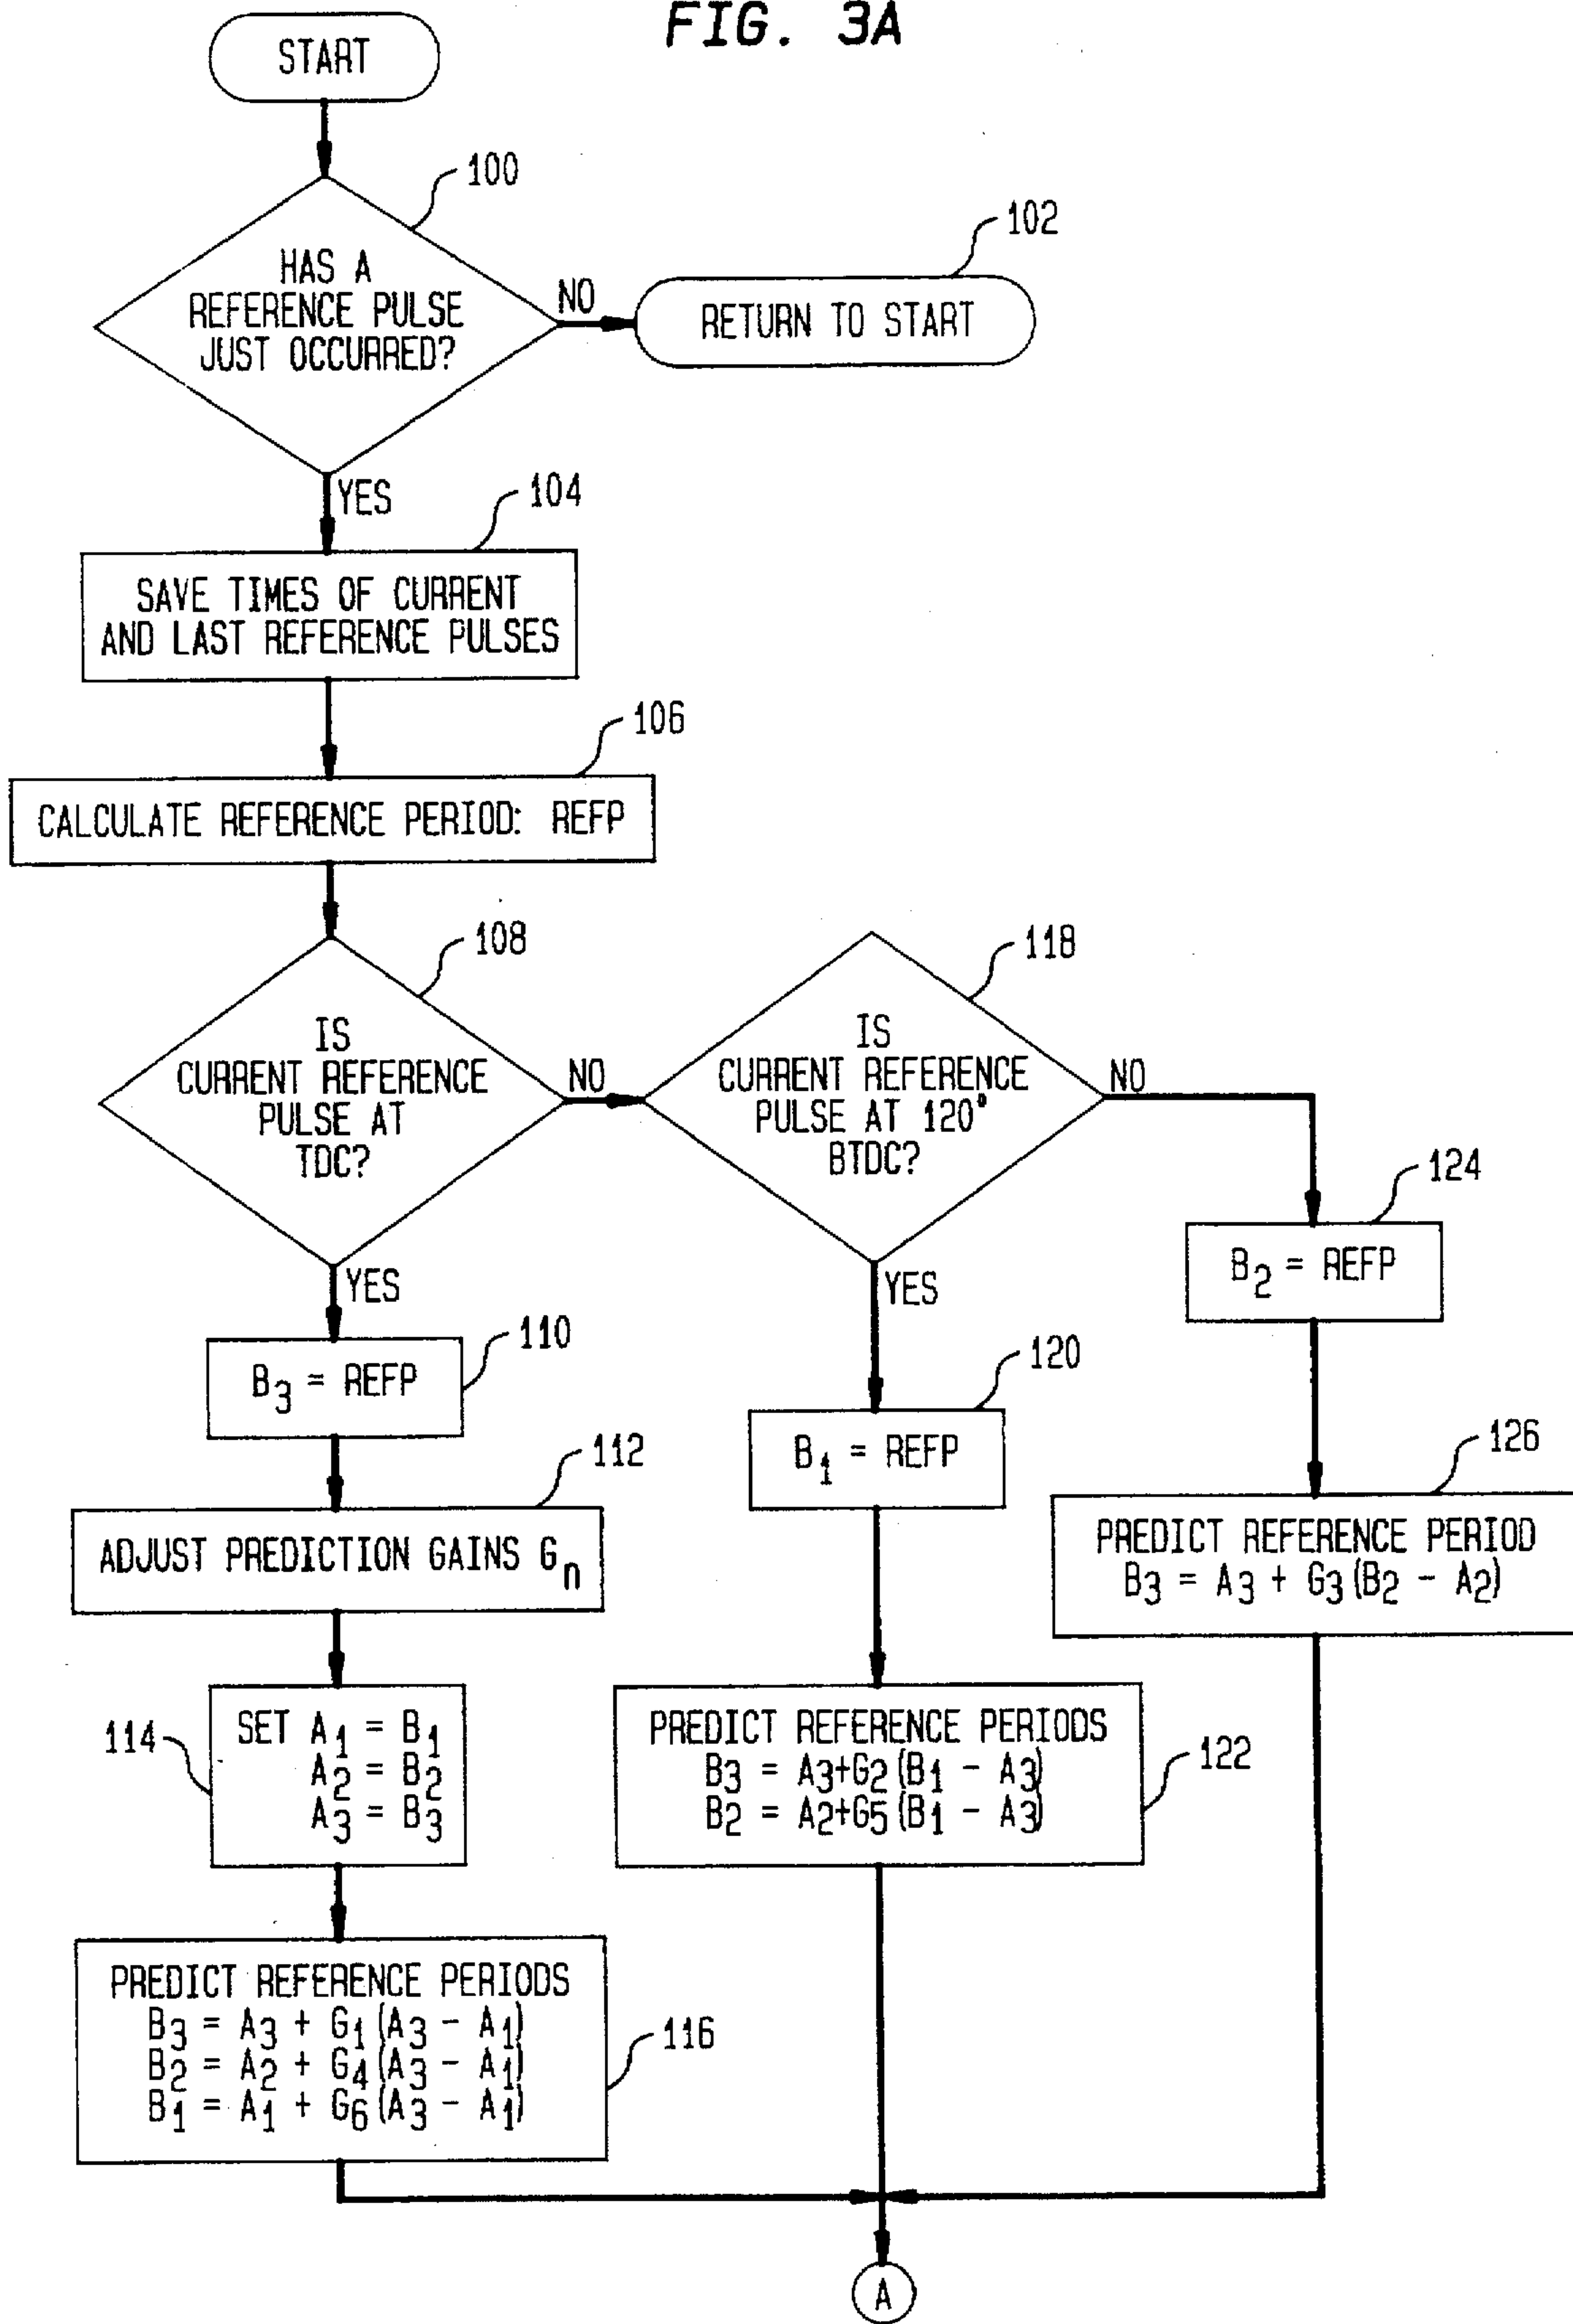 FIG. 3A
START
100
HAS A
REFERENCE PULSE
JUST OCCURRED?
NO
102
RETURN TO START
YES
104
SAVE TIMES OF CURRENT
AND LAST REFERENCE PULSES
106
CALCULATE REFERENCE PERIOD: REFP
108
IS
CURRENT REFERENCE
PULSE AT
TDC?
NO
118
IS
CURRENT REFERENCE
PULSE AT 120°
BTDC?
NO
YES
110
B3 = REFP
112
ADJUST PREDICTION GAINS Gn
114
SET A1 = B1
A2 = B2
A3 = B3
PREDICT REFERENCE PERIODS
B3 = A3 + G1(A3 - A1)
B2 = A2 + G4(A3 - A1)
B1 = A1 + G6(A3 - A1)
116
YES
120
B1 = REFP
PREDICT REFERENCE PERIODS
B3 = A3+G2(B1 - A3)
B2 = A2+G5(B1 - A3)
122
124
B2 = REFP
126
PREDICT REFERENCE PERIOD
B3 = A3 + G3(B2 - A2)
A